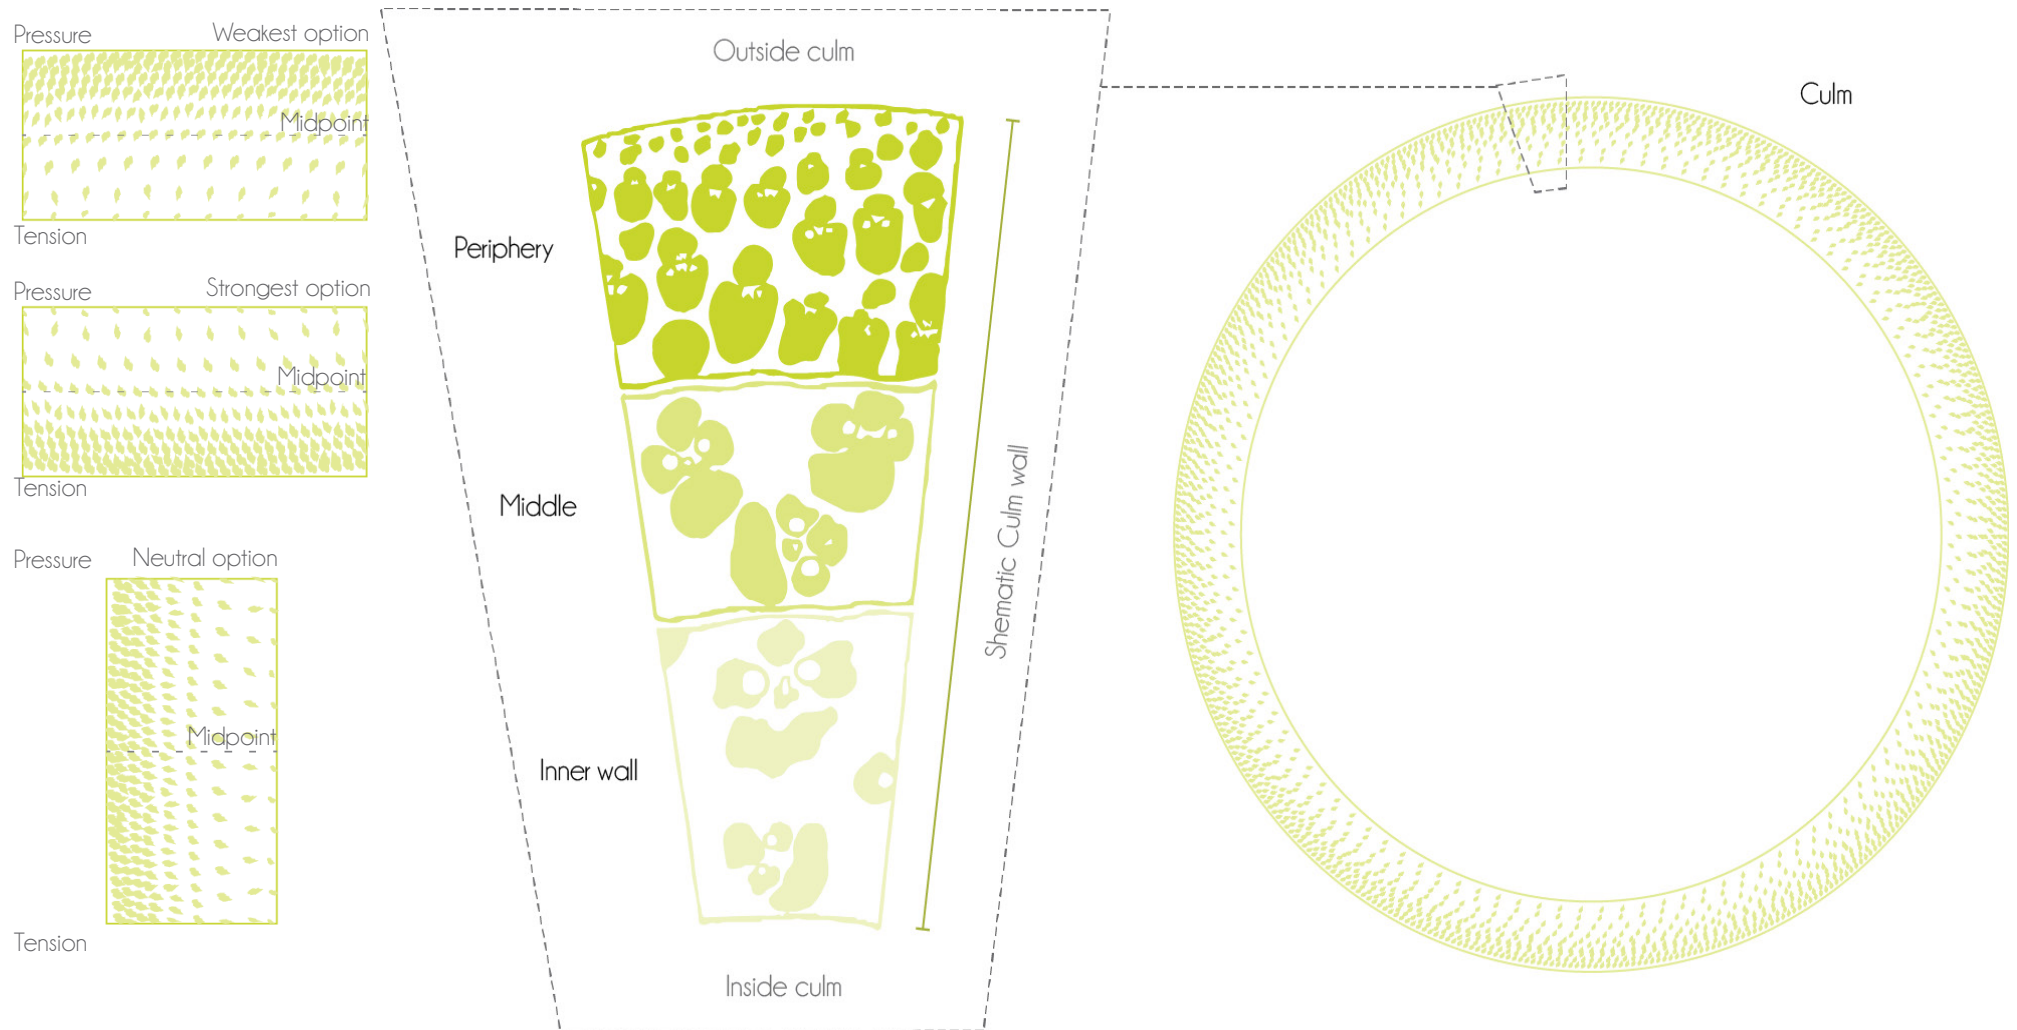 Pressure
Weakest option
Midpoint
Tension
Pressure
Strongest option
Midpoint
Tension
Pressure
Neutral option
Midpoint
Tension
Outside culm
Periphery
Middle
Inner wall
Inside culm
Shematic Culm wall
Culm